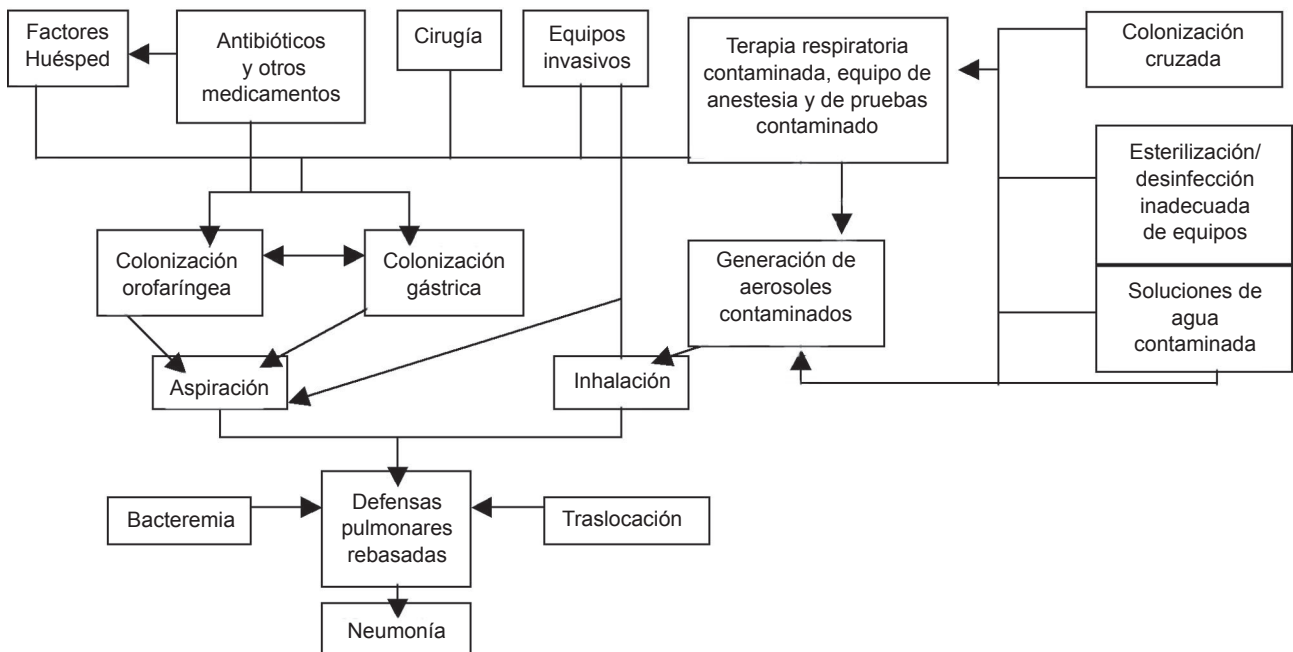 Factores
Huésped
Antibióticos
y otros
medicamentos
Cirugía
Equipos
invasivos
Terapia respiratoria
contaminada, equipo de
anestesia y de pruebas
contaminado
Colonización
cruzada
Esterilización/
desinfección
inadecuada
de equipos
Colonización
orofaríngea
Colonización
gástrica
Generación de
aerosoles
contaminados
Soluciones de
agua
contaminada
Aspiración
Inhalación
Bacteremia
Defensas
pulmonares
rebasadas
Traslocación
Neumonía